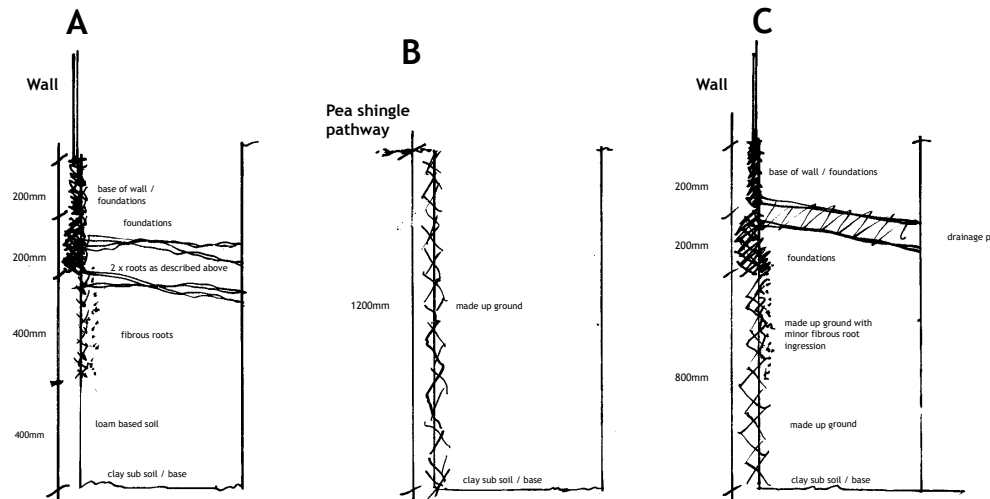 A
Wall
200mm
base of wall /
foundations
foundations
200mm
2 x roots as described above
400mm
fibrous roots
400mm
loam based soil
clay sub soil / base
B
Pea shingle
pathway
1200mm
made up ground
clay sub soil / base
C
Wall
200mm
base of wall / foundations
drainage p
200mm
foundations
made up ground with
minor fibrous root
ingression
800mm
made up ground
clay sub soil / base